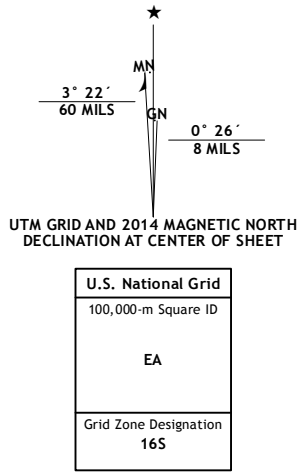 ★
MN
3° 22´
60 MILS
GN
0° 26´
8 MILS
UTM GRID AND 2014 MAGNETIC NORTH
DECLINATION AT CENTER OF SHEET
U.S. National Grid
100,000-m Square ID
EA
Grid Zone Designation
16S